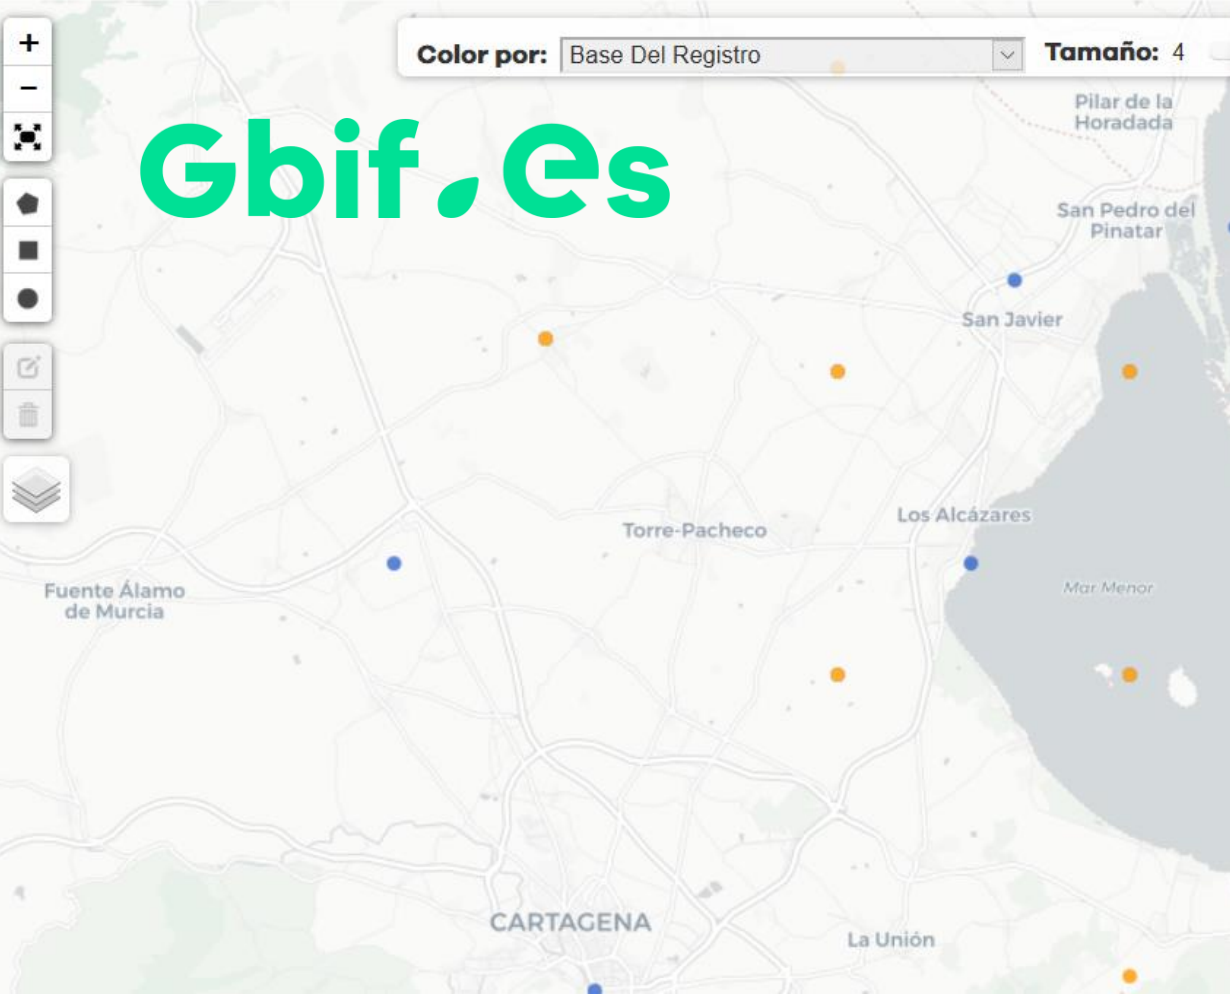 +
Color por: Base Del Registro Tamaño: 4
−
Pilar de la
Horadada
Gbif.es
San Pedro del
Pinatar
San Javier
Los Alcázares
Torre-Pacheco
Fuente Álamo
de Murcia
Mar Menor
CARTAGENA
La Unión